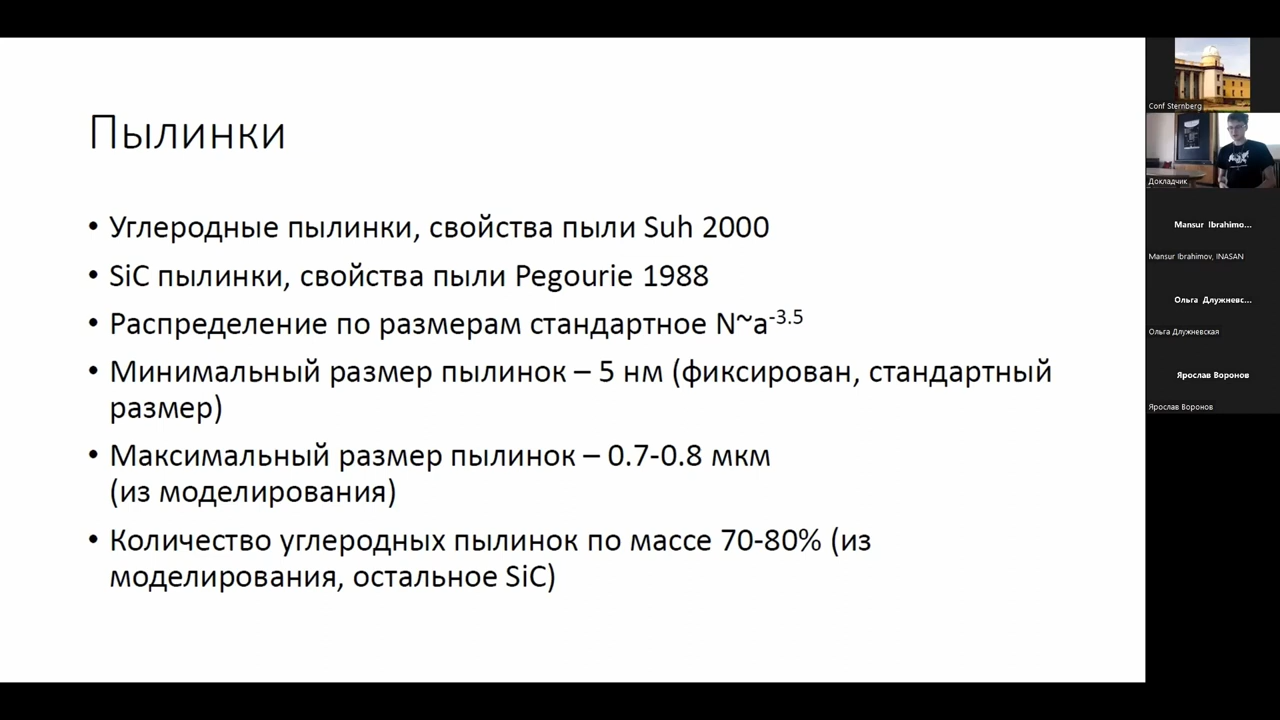 Пылинки
• Углеродные пылинки, свойства пыли Suh 2000
• SiC пылинки, свойства пыли Pegourie 1988
• Распределение по размерам стандартное N~a-3.5
• Минимальный размер пылинок – 5 нм (фиксирован, стандартный
размер)
• Максимальный размер пылинок – 0.7-0.8 мкм
(из моделирования)
• Количество углеродных пылинок по массе 70-80% (из
моделирования, остальное SiC)
Conf Sternberg
Докладчик
Mansur Ibrahimo...
Mansur Ibrahimov, INASAN
Ольга Длужневс...
Ольга Длужневская
Ярослав Воронов
Ярослав Воронов